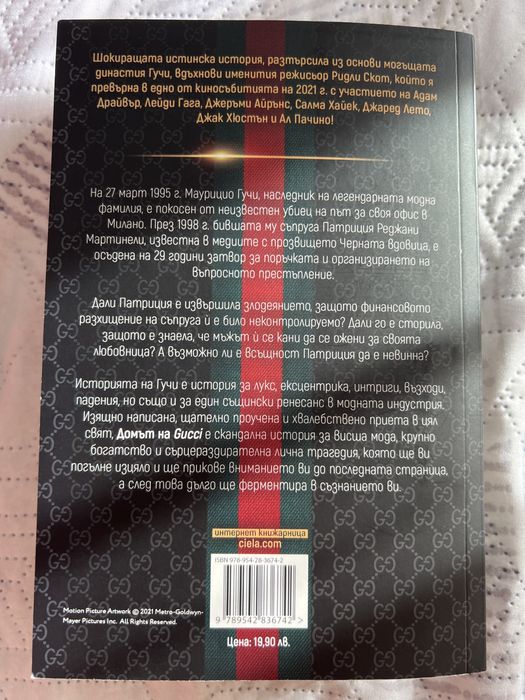 Шокиращата истинска история, разтърсила из основи могъщата
династия Гучи, вдъхнови именития режисьор Ридли Скот, който я
превърна в едно от киносъбитията на 2021 г. с участието на Адам
Драйвър, Лейди Гага, Джеръми Айрънс, Салма Хайек, Джаред Лето,
Джак Хюстън и Ал Пачино!
На 27 март 1995 г. Маурицио Гучи, наследник на легендарната модна
фамилия, е покосен от неизвестен убиец на път за своя офис в
Милано. През 1998 г. бившата му съпруга Патриция Реджани
Мартинели, известна в медиите с прозвището Черната вдовица, е
осъдена на 29 години затвор за поръчката и организирането на
въпросното престъпление.
Дали Патриция е извършила злодеянието, защото финансовото
разхищение на съпруга ѝ е било неконтролируемо? Дали го е сторила,
защото е знаела, че мъжът ѝ се кани да се ожени за своята
любовница? А възможно ли е всъщност Патриция да е невинна?
Историята на Гучи е история за лукс, ексцентрика, интриги, възходи,
падения, но също и за един същински ренесанс в модната индустрия.
Изящно написана, щателно проучена и хвалебствено приета в цял
свят, Домът на Gucci е скандална история за висша мода, крупно
богатство и сърцераздирателна лична трагедия, която ще ви
погълне изцяло и ще прикове вниманието ви до последната страница,
а след това дълго ще ферментира в съзнанието ви.
интернет книжарница
ciela.com
ISBN 978-954-28-3674-2
9 789542 836742 >
Motion Picture Artwork © 2021 Metro-Goldwyn-
Mayer Pictures Inc. All Rights Reserved.
Цена: 19,90 лв.